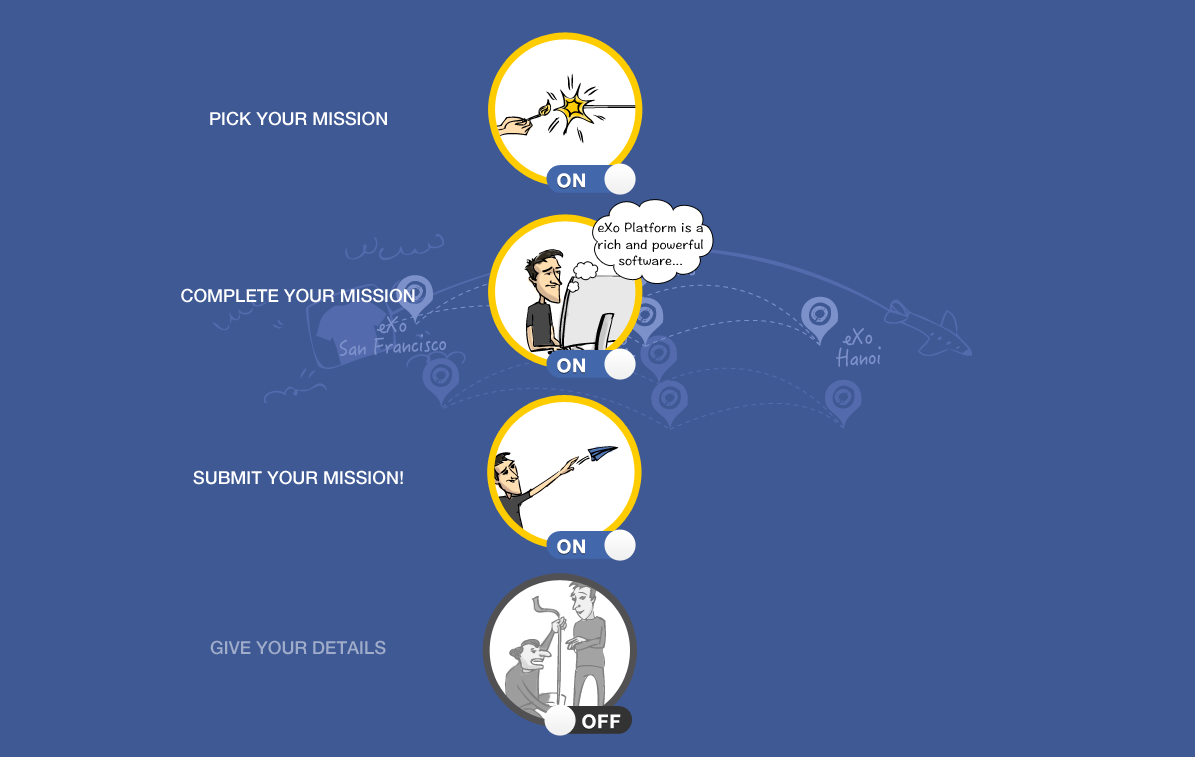 PICK YOUR MISSION
ON
eXo Platform is a
rich and powerful
software...
COMPLETE YOUR MISSION
eXo
San Francisco
eXo
Hanoi
ON
SUBMIT YOUR MISSION!
ON
GIVE YOUR DETAILS
OFF